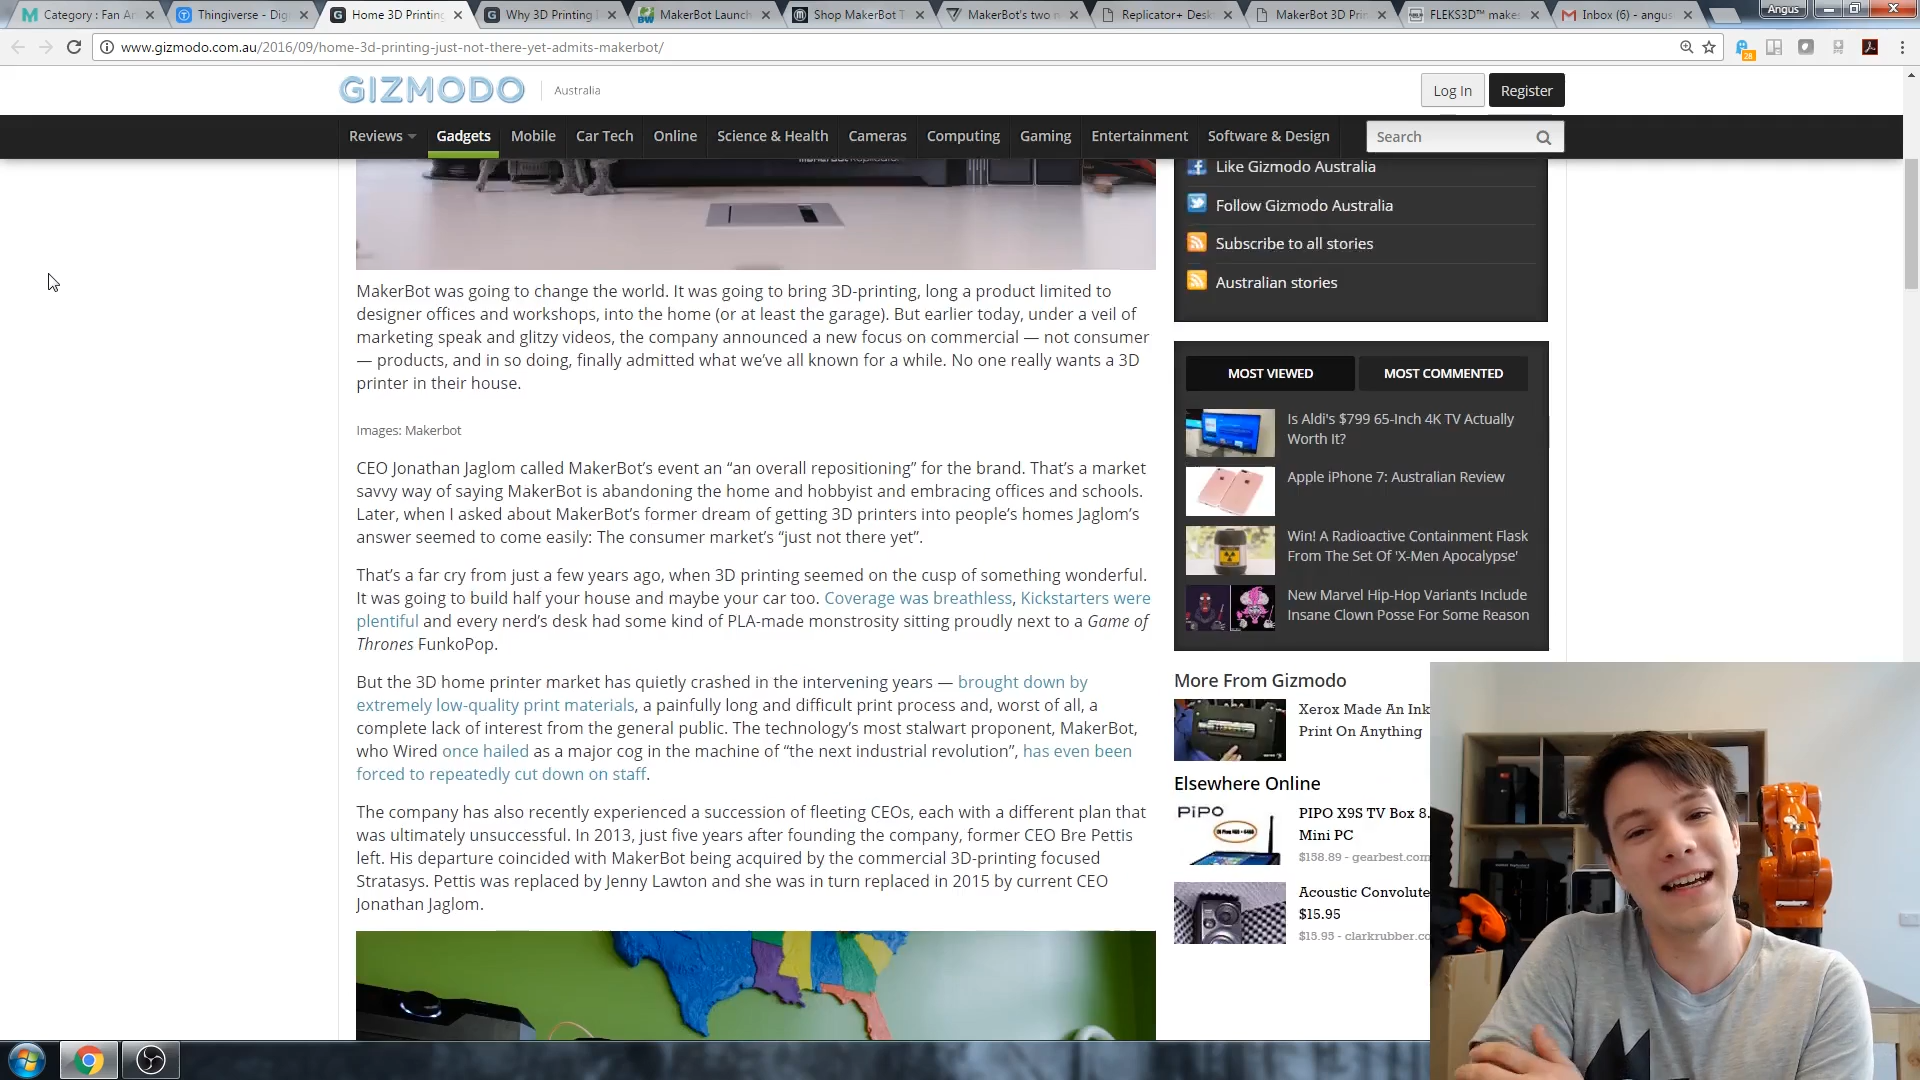 Category : Fan A
Thingiverse - Dig
Home 3D Printing
Why 3D Printing
MakerBot Launch
Shop MakerBot T
MakerBot's two n
Replicator+ Desk
MakerBot 3D Prin
FLEKS3D™ makes
Inbox (6) - angus
Angus
www.gizmodo.com.au/2016/09/home-3d-printing-just-not-there-yet-admits-makerbot/
28
GIZMODO
Australia
Log In
Register
Reviews
Gadgets
Mobile
Car Tech
Online
Science & Health
Cameras
Computing
Gaming
Entertainment
Software & Design
Search
MakerBot was going to change the world. It was going to bring 3D-printing, long a product limited to
designer offices and workshops, into the home (or at least the garage). But earlier today, under a veil of
marketing speak and glitzy videos, the company announced a new focus on commercial — not consumer
— products, and in so doing, finally admitted what we've all known for a while. No one really wants a 3D
printer in their house.
Images: Makerbot
CEO Jonathan Jaglom called MakerBot's event an “an overall repositioning” for the brand. That's a market
savvy way of saying MakerBot is abandoning the home and hobbyist and embracing offices and schools.
Later, when I asked about MakerBot's former dream of getting 3D printers into people's homes Jaglom's
answer seemed to come easily: The consumer market's “just not there yet”.
That's a far cry from just a few years ago, when 3D printing seemed on the cusp of something wonderful.
It was going to build half your house and maybe your car too. Coverage was breathless, Kickstarters were
plentiful and every nerd's desk had some kind of PLA-made monstrosity sitting proudly next to a Game of
Thrones FunkoPop.
But the 3D home printer market has quietly crashed in the intervening years — brought down by
extremely low-quality print materials, a painfully long and difficult print process and, worst of all, a
complete lack of interest from the general public. The technology's most stalwart proponent, MakerBot,
who Wired once hailed as a major cog in the machine of “the next industrial revolution”, has even been
forced to repeatedly cut down on staff.
The company has also recently experienced a succession of fleeting CEOs, each with a different plan that
was ultimately unsuccessful. In 2013, just five years after founding the company, former CEO Bre Pettis
left. His departure coincided with MakerBot being acquired by the commercial 3D-printing focused
Stratasys. Pettis was replaced by Jenny Lawton and she was in turn replaced in 2015 by current CEO
Jonathan Jaglom.
Like Gizmodo Australia
Follow Gizmodo Australia
Subscribe to all stories
Australian stories
MOST VIEWED
MOST COMMENTED
Is Aldi's $799 65-Inch 4K TV Actually
Worth It?
Apple iPhone 7: Australian Review
Win! A Radioactive Containment Flask
From The Set Of 'X-Men Apocalypse'
New Marvel Hip-Hop Variants Include
Insane Clown Posse For Some Reason
More From Gizmodo
Xerox Made An Ink
Print On Anything
Elsewhere Online
PiPO
PIPO X9S TV Box 8.
Mini PC
$158.89 - gearbest.com
Acoustic Convolute
$15.95
$15.95 - clarkrubber.co